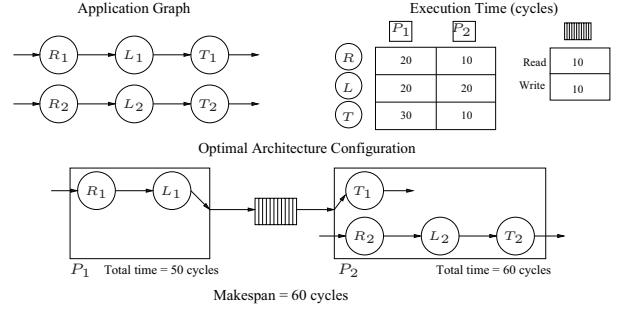 Application Graph
Execution Time (cycles)
P1 P2
R1 L1 T1
R 20 10
Read 10
L 20 20
Write 10
R2 L2 T2
T 30 10
Optimal Architecture Configuration
R1 L1 T1
R2 L2 T2
P1 Total time = 50 cycles
P2 Total time = 60 cycles
Makespan = 60 cycles